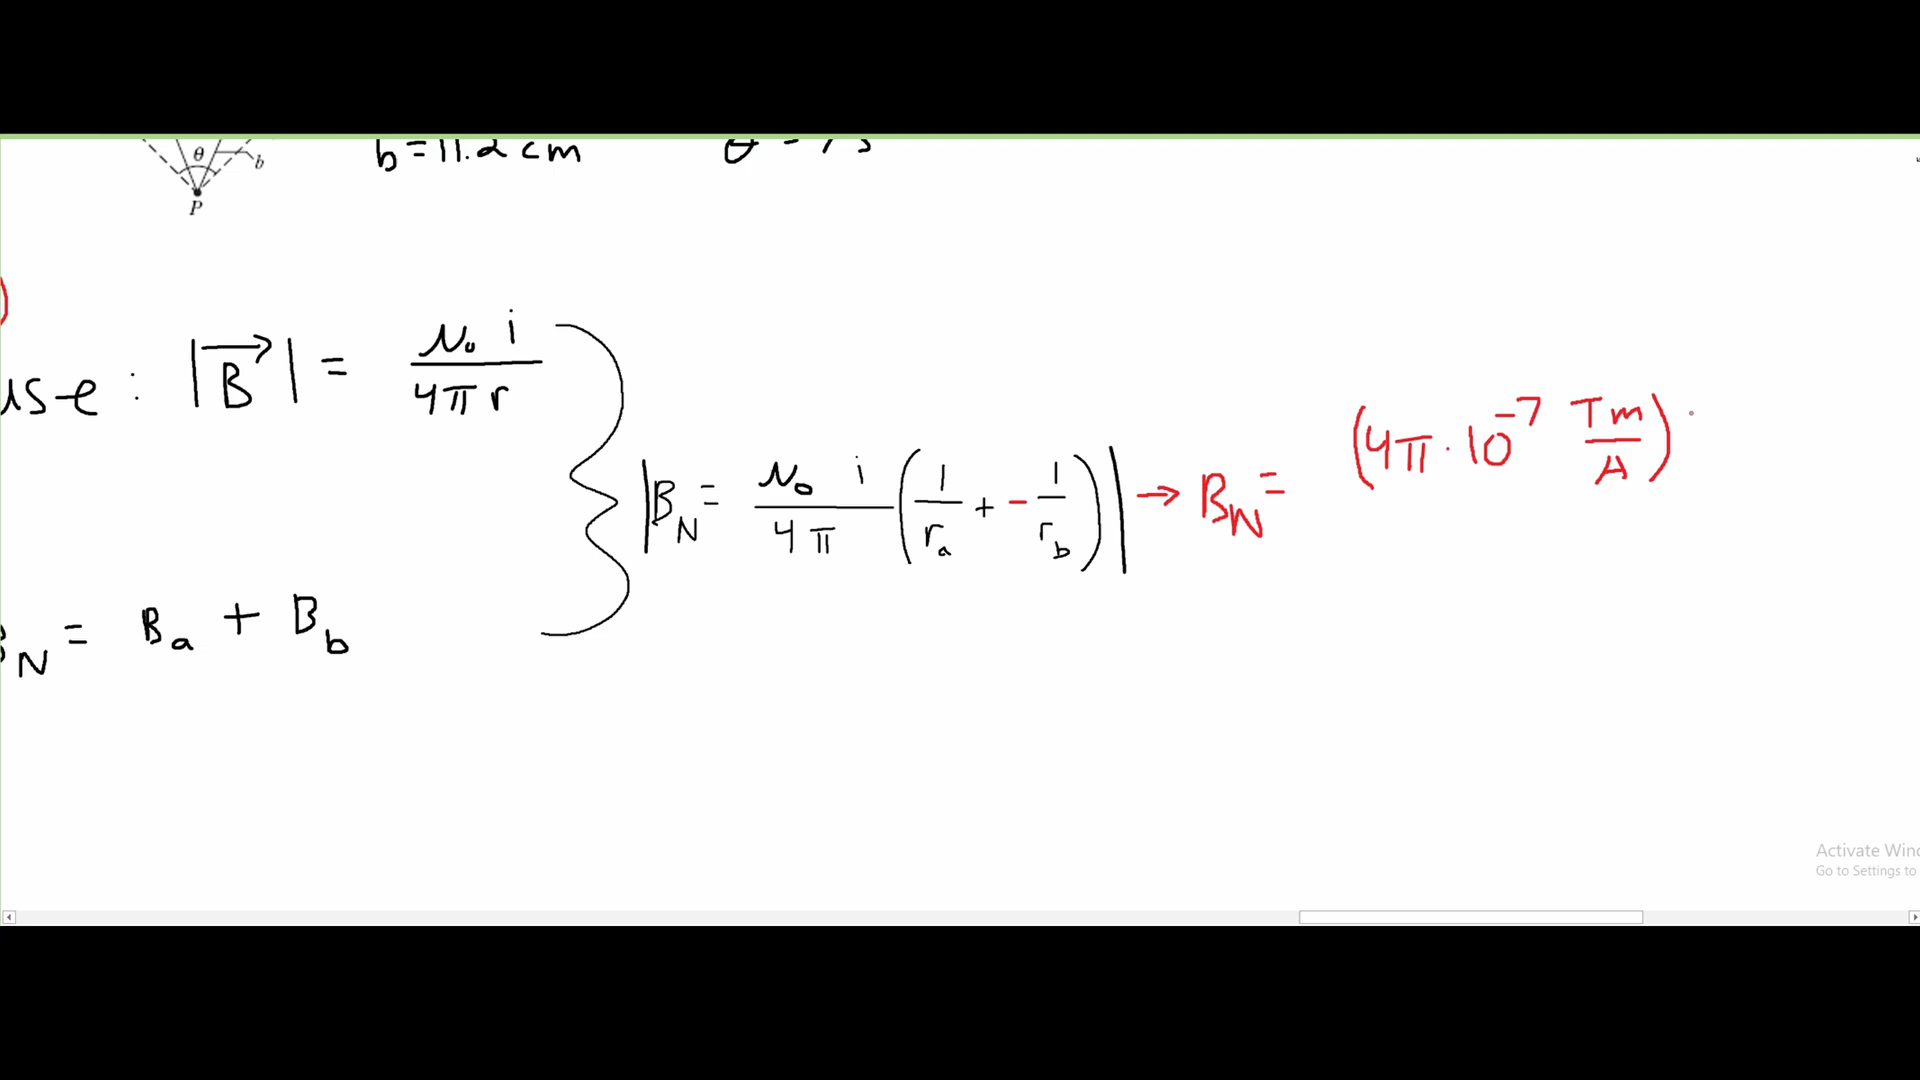 θ
b
P
b = 11.2 cm
use : |B⃗| = μ₀ i / 4π r
|B_N = μ₀ i / 4π (1/r_a + - 1/r_b)| → B_N = (4π · 10⁻⁷ Tm/A)
B_N = B_a + B_b
Activate Wind
Go to Settings to